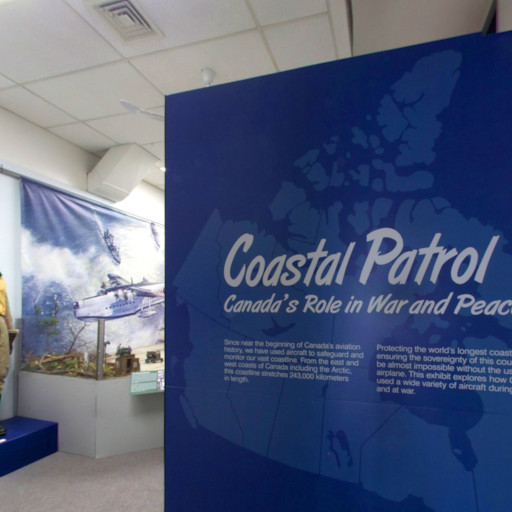 Coastal Patrol
Canada's Role in War and Peac
Since near the beginning of Canada's aviation
history, we have used aircraft to safeguard and
monitor our vast coastline. From the east and
west coasts of Canada including the Arctic,
this coastline stretches 243,000 kilometers
in length.
Protecting the world's longest coast
ensuring the sovereignty of this cou
be almost impossible without the us
airplane. This exhibit explores how C
used a wide variety of aircraft during
and at war.